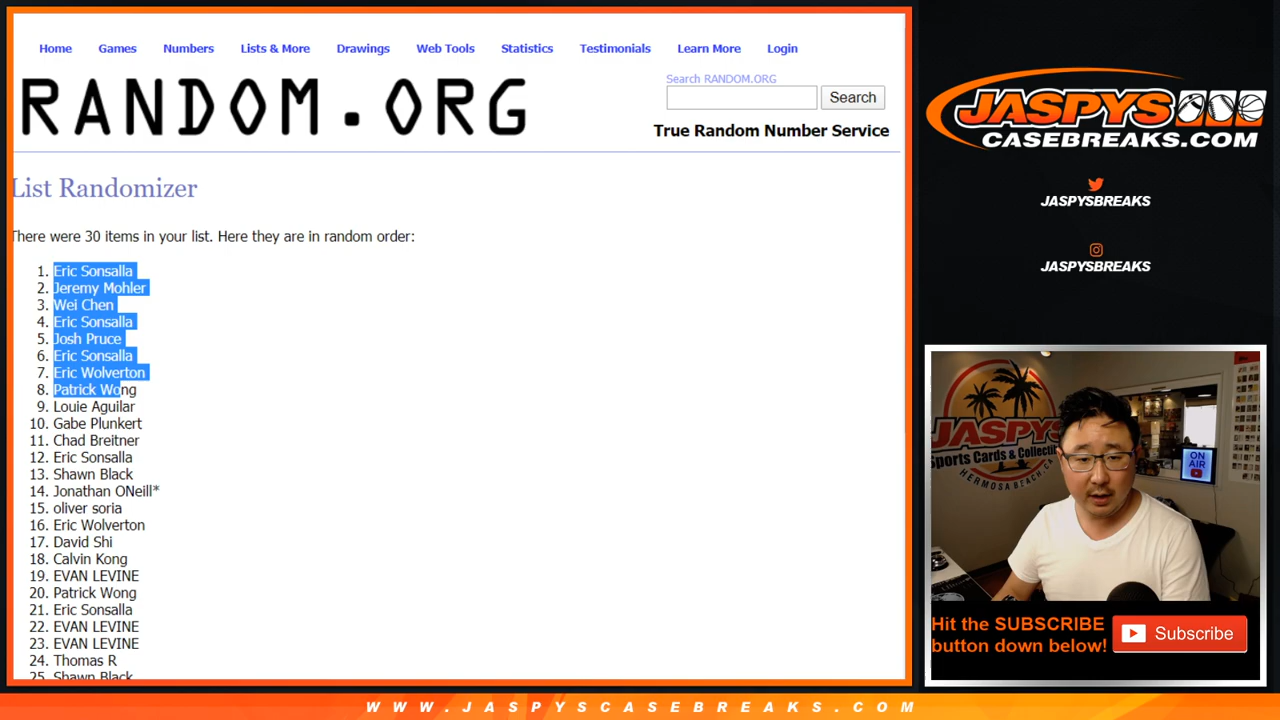 Home Games Numbers Lists & More Drawings Web Tools Statistics Testimonials Learn More Login
Search RANDOM.ORG
RANDOM.ORG
Search
True Random Number Service
List Randomizer
There were 30 items in your list. Here they are in random order:
1. Eric Sonsalla
2. Jeremy Mohler
3. Wei Chen
4. Eric Sonsalla
5. Josh Pruce
6. Eric Sonsalla
7. Eric Wolverton
8. Patrick Wong
9. Louie Aguilar
10. Gabe Plunkert
11. Chad Breitner
12. Eric Sonsalla
13. Shawn Black
14. Jonathan ONeill*
15. oliver soria
16. Eric Wolverton
17. David Shi
18. Calvin Kong
19. EVAN LEVINE
20. Patrick Wong
21. Eric Sonsalla
22. EVAN LEVINE
23. EVAN LEVINE
24. Thomas R
25. Shawn Black
JASPYS
CASEBREAKS.COM
JASPYSBREAKS
JASPYSBREAKS
JASPYS
Sports Cards & Collectib
HERMOSA BEACH, CA
ON
AIR
Hit the SUBSCRIBE
button down below!
Subscribe
WWW.JASPYSCASEBREAKS.COM